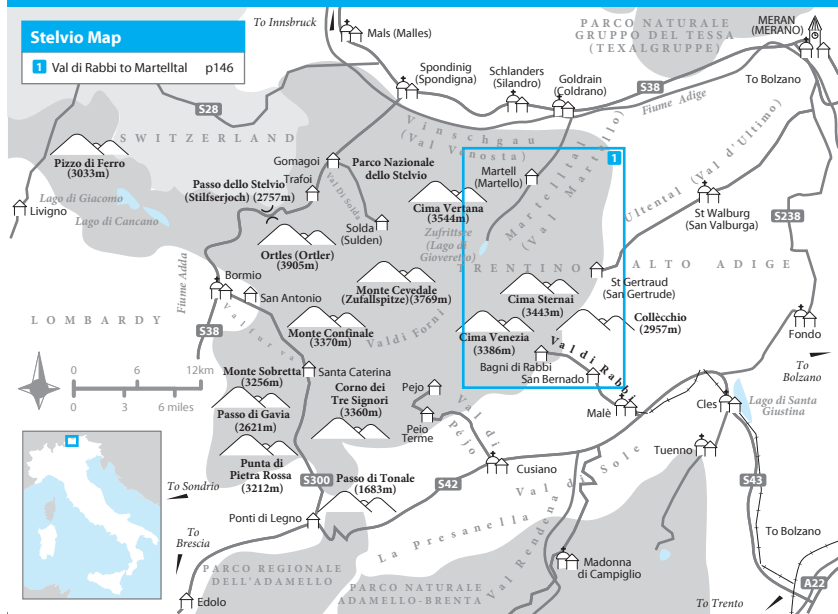 Stelvio Map
1 Val di Rabbi to Martelltal p146
To Innsbruck
Mals (Malles)
PARCO NATURALE
GRUPPO DEL TESSA
(TEXALGRUPPE)
MERAN
(MERANO)
To Bolzano
Spondinig
(Spondigna)
Schlanders
(Silandro)
Goldrain
(Coldrano)
S38
Fiume Adige
S28
SWITZERLAND
Vinschgau
(Val Venosta)
1
Pizzo di Ferro
(3033m)
Gomagoi
Trafoi
Parco Nazionale
dello Stelvio
Martell
(Martello)
Martelltal
(Val Martello)
Ultental (Val d'Ultimo)
Passo dello Stelvio
(Stilfserjoch) (2757m)
Val Di Solda
Cima Vertana
(3544m)
St Walburg
(San Valburga)
Lago di Giacomo
Lago di Cancano
Livigno
Solda
(Sulden)
Zufrittsee
(Lago di
Gioveretto)
S238
Ortles (Ortler)
(3905m)
TRENTINO ALTO ADIGE
St Gertraud
(San Gertrude)
Fiume Adda
Bormio
San Antonio
Monte Cevedale
(Zufallspitze)(3769m)
Cima Sternai
(3443m)
Collècchio
(2957m)
LOMBARDY
S38
Valfurva
Monte Confinale
(3370m)
Valdi Forni
Cima Venezia
(3386m)
Val di Rabbi
Fondo
To
Bolzano
0 6 12km
0 3 6 miles
Monte Sobretta
(3256m)
Santa Caterina
Bagni di Rabbi
San Bernado
Corno dei
Tre Signori
(3360m)
Pejo
Malè
Cles
Lago di Santa
Giustina
Passo di Gavia
(2621m)
Peio
Terme
Val di
Péjo
Tuenno
Punta di
Pietra Rossa
(3212m)
Cusiano
Val di Sole
To Sondrio
S300
Passo di Tonale
(1683m)
S42
S43
Ponti di Legno
La Presanella
Val Rendena
To Bolzano
To
Brescia
PARCO REGIONALE
DELL'ADAMELLO
PARCO NATURALE
ADAMELLO-BRENTA
Madonna
di Campiglio
A22
Edolo
To Trento